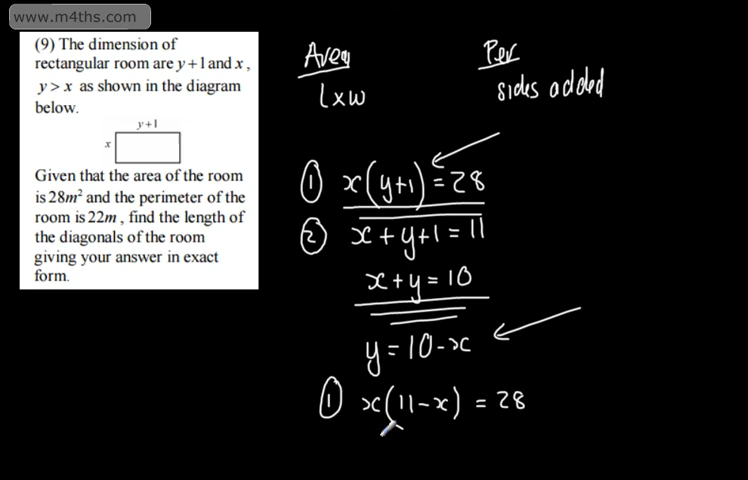 www.m4ths.com
(9) The dimension of
rectangular room are y+1 and x,
y > x as shown in the diagram
below.
y+1
x
Given that the area of the room
is 28m² and the perimeter of the
room is 22m, find the length of
the diagonals of the room
giving your answer in exact
form.
Area
l x w
Per
sides added
① x(y+1) = 28
② x + y + 1 = 11
x + y = 10
y = 10 - x
① x(11 - x) = 28